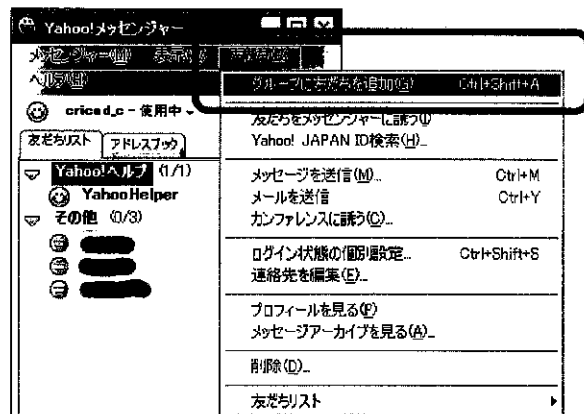 Yahoo!メッセンジャー
メッセンジャー(M) 表示(V) 友だち(C)
ヘルプ(H)
グループに友だちを追加(G) Ctrl+Shift+A
友だちをメッセンジャーに誘う(I)
Yahoo! JAPAN ID検索(H)...
criced_c - 使用中
友だちリスト アドレスブック
Yahoo!ヘルプ (1/1)
YahooHelper
その他 (0/3)
メッセージを送信(M)... Ctrl+M
メールを送信 Ctrl+Y
カンファレンスに誘う(C)...
ログイン状態の個別設定... Ctrl+Shift+S
連絡先を編集(E)...
プロフィールを見る(P)
メッセージアーカイブを見る(A)...
削除(D)...
友だちリスト